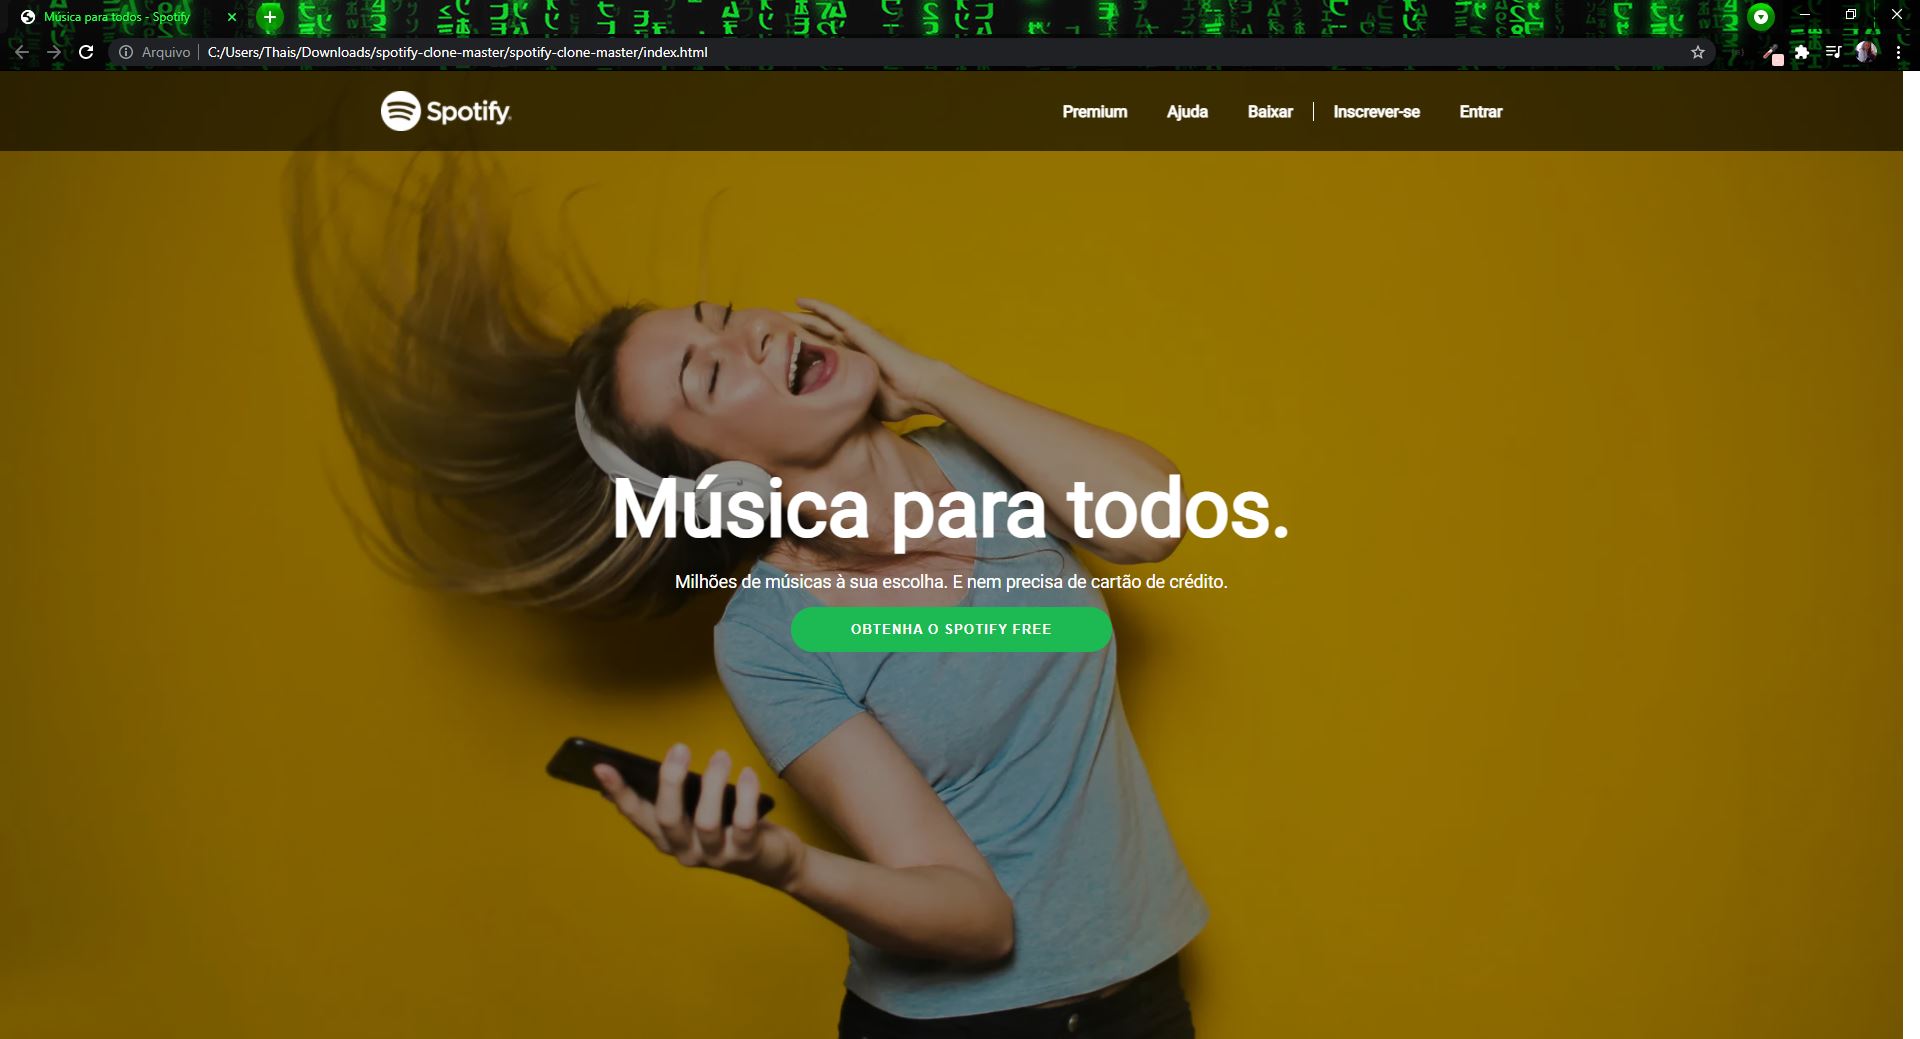 Música para todos - Spotify
Arquivo
C:/Users/Thais/Downloads/spotify-clone-master/spotify-clone-master/index.html
Spotify
Premium
Ajuda
Baixar
Inscrever-se
Entrar
Música para todos.
Milhões de músicas à sua escolha. E nem precisa de cartão de crédito.
OBTENHA O SPOTIFY FREE